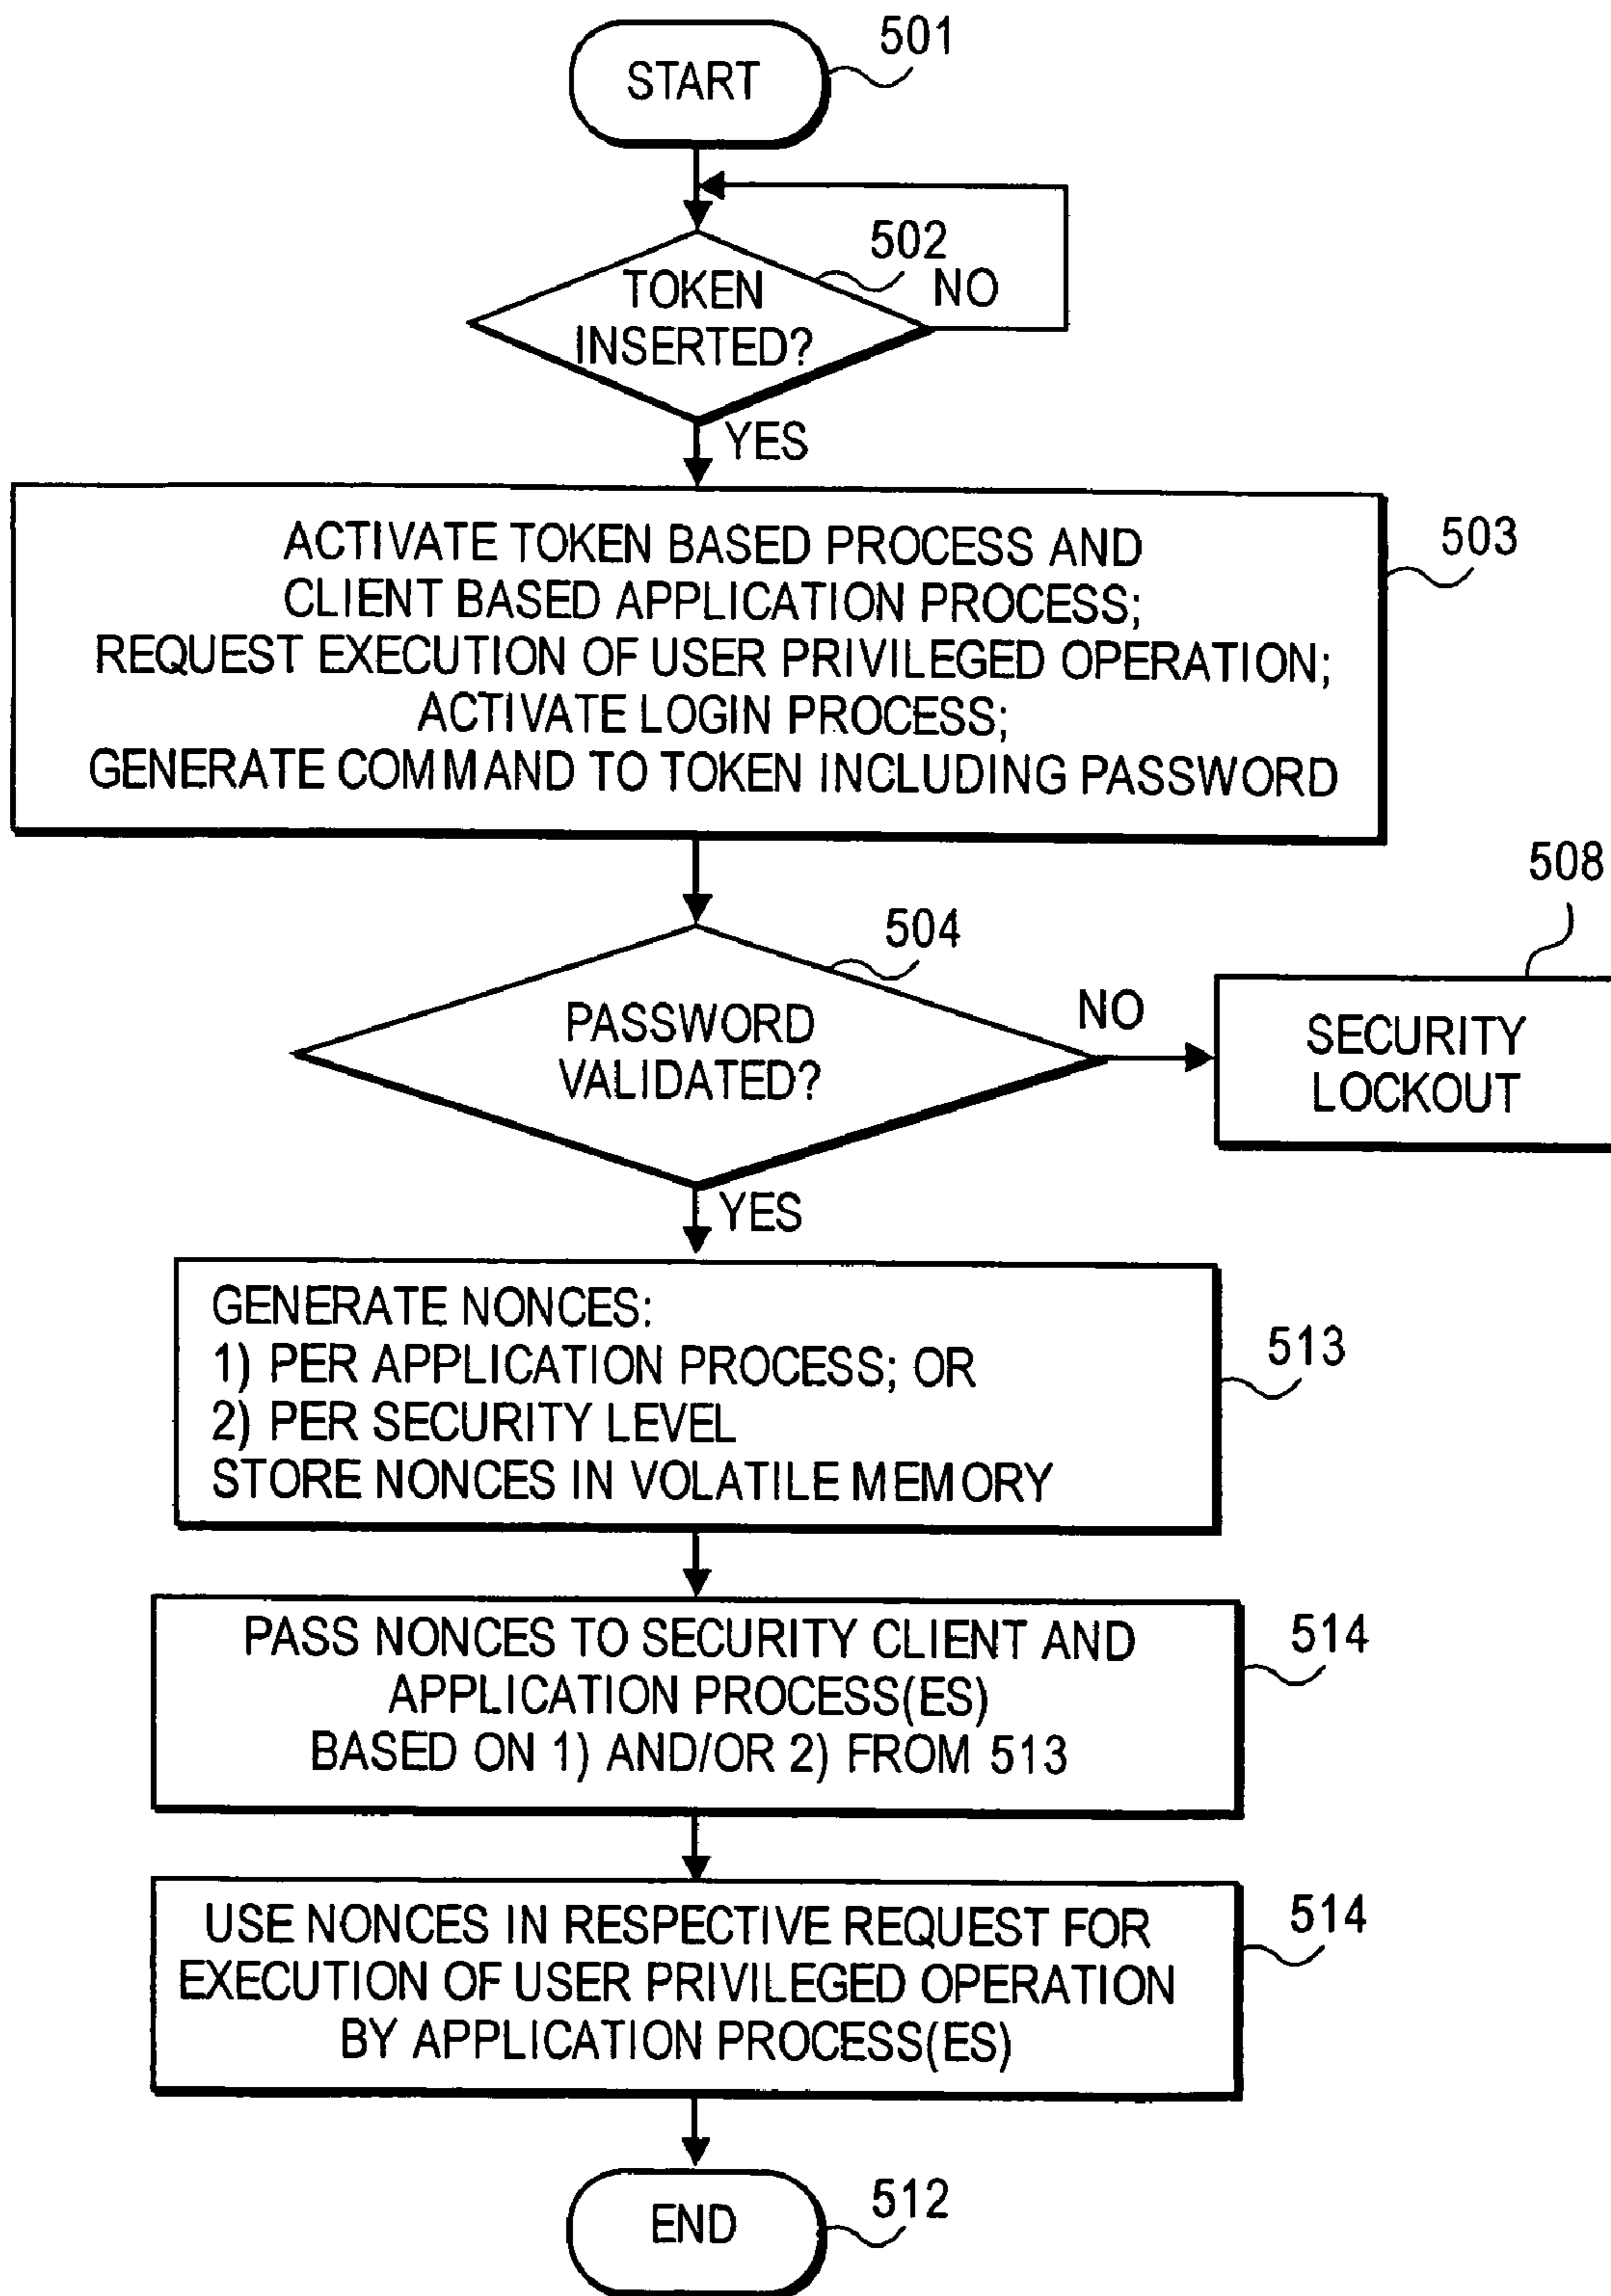 501
START
502
TOKEN
INSERTED?
NO
YES
503
ACTIVATE TOKEN BASED PROCESS AND
CLIENT BASED APPLICATION PROCESS;
REQUEST EXECUTION OF USER PRIVILEGED OPERATION;
ACTIVATE LOGIN PROCESS;
GENERATE COMMAND TO TOKEN INCLUDING PASSWORD
504
PASSWORD
VALIDATED?
NO
508
SECURITY
LOCKOUT
YES
513
GENERATE NONCES:
1) PER APPLICATION PROCESS; OR
2) PER SECURITY LEVEL
STORE NONCES IN VOLATILE MEMORY
514
PASS NONCES TO SECURITY CLIENT AND
APPLICATION PROCESS(ES)
BASED ON 1) AND/OR 2) FROM 513
514
USE NONCES IN RESPECTIVE REQUEST FOR
EXECUTION OF USER PRIVILEGED OPERATION
BY APPLICATION PROCESS(ES)
512
END